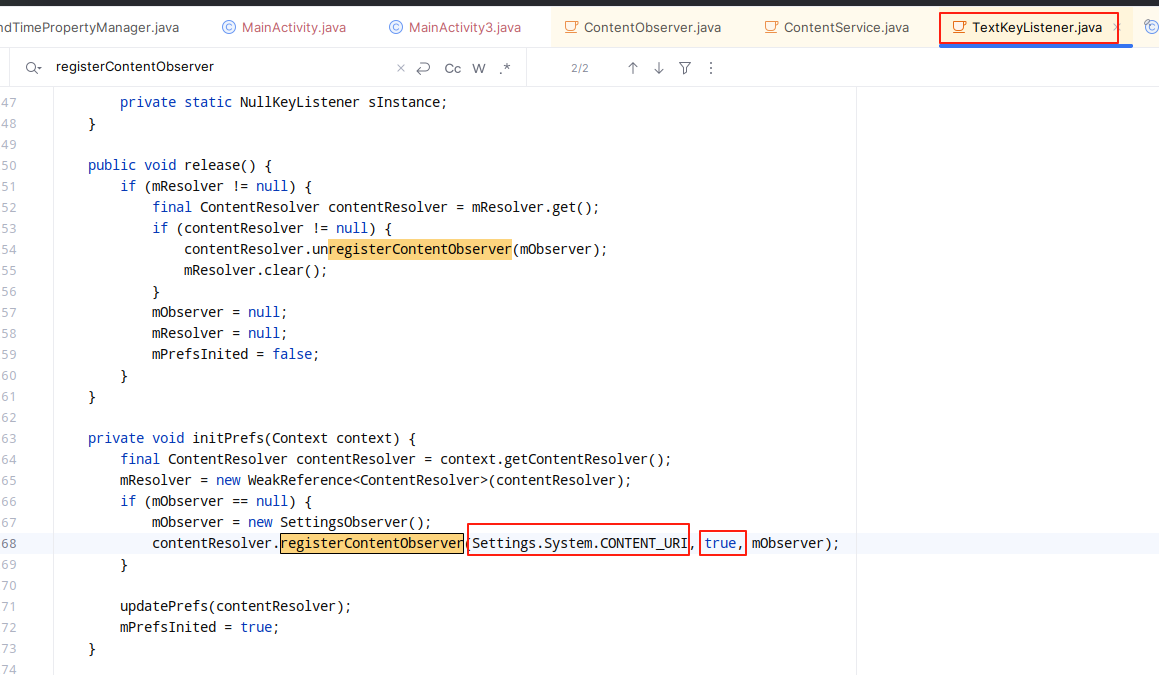 ndTimePropertyManager.java MainActivity.java MainActivity3.java ContentObserver.java ContentService.java TextKeyListener.java
registerContentObserver × Cc W .* 2/2
47 private static NullKeyListener sInstance;
48 }
49
50 public void release() {
51 if (mResolver != null) {
52 final ContentResolver contentResolver = mResolver.get();
53 if (contentResolver != null) {
54 contentResolver.unregisterContentObserver(mObserver);
55 mResolver.clear();
56 }
57 mObserver = null;
58 mResolver = null;
59 mPrefsInited = false;
60 }
61 }
62
63 private void initPrefs(Context context) {
64 final ContentResolver contentResolver = context.getContentResolver();
65 mResolver = new WeakReference<ContentResolver>(contentResolver);
66 if (mObserver == null) {
67 mObserver = new SettingsObserver();
68 contentResolver.registerContentObserver(Settings.System.CONTENT_URI, true, mObserver);
69 }
70
71 updatePrefs(contentResolver);
72 mPrefsInited = true;
73 }
74